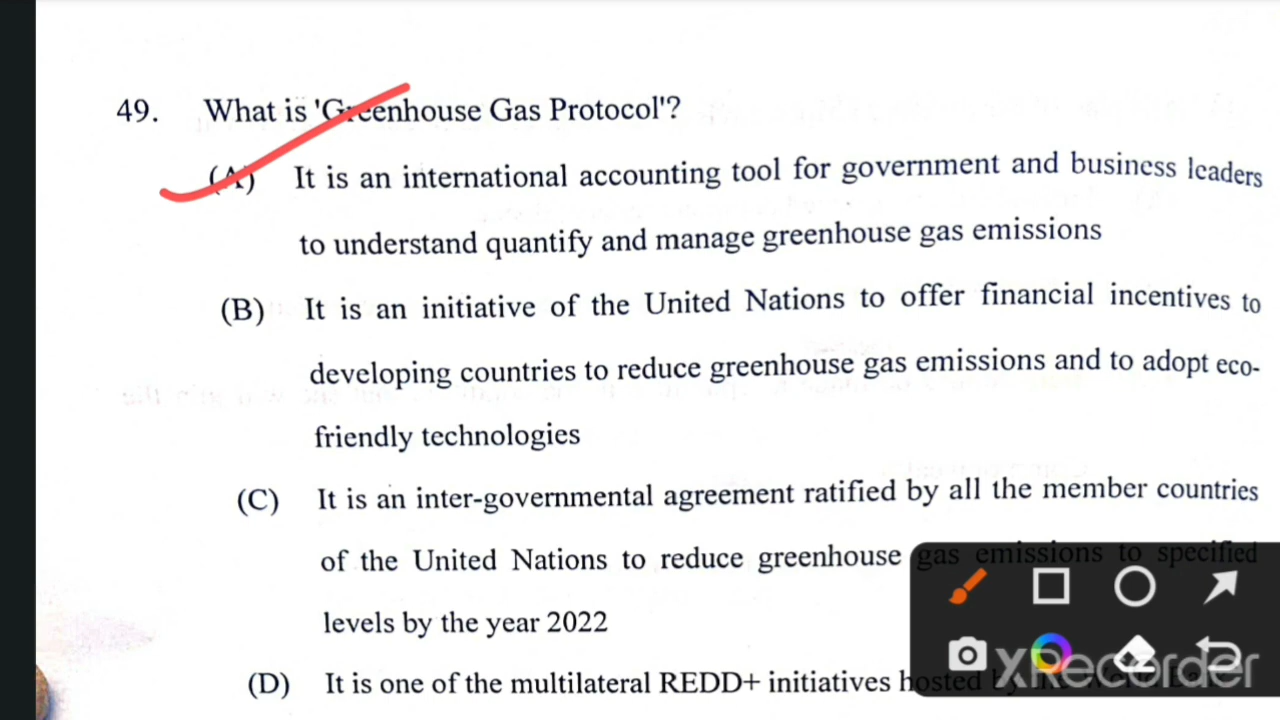 49. What is 'Greenhouse Gas Protocol'?
(A) It is an international accounting tool for government and business leaders
to understand quantify and manage greenhouse gas emissions
(B) It is an initiative of the United Nations to offer financial incentives to
developing countries to reduce greenhouse gas emissions and to adopt eco-
friendly technologies
(C) It is an inter-governmental agreement ratified by all the member countries
of the United Nations to reduce greenhouse gas emissions to specified
levels by the year 2022
(D) It is one of the multilateral REDD+ initiatives hosted
XRecorder